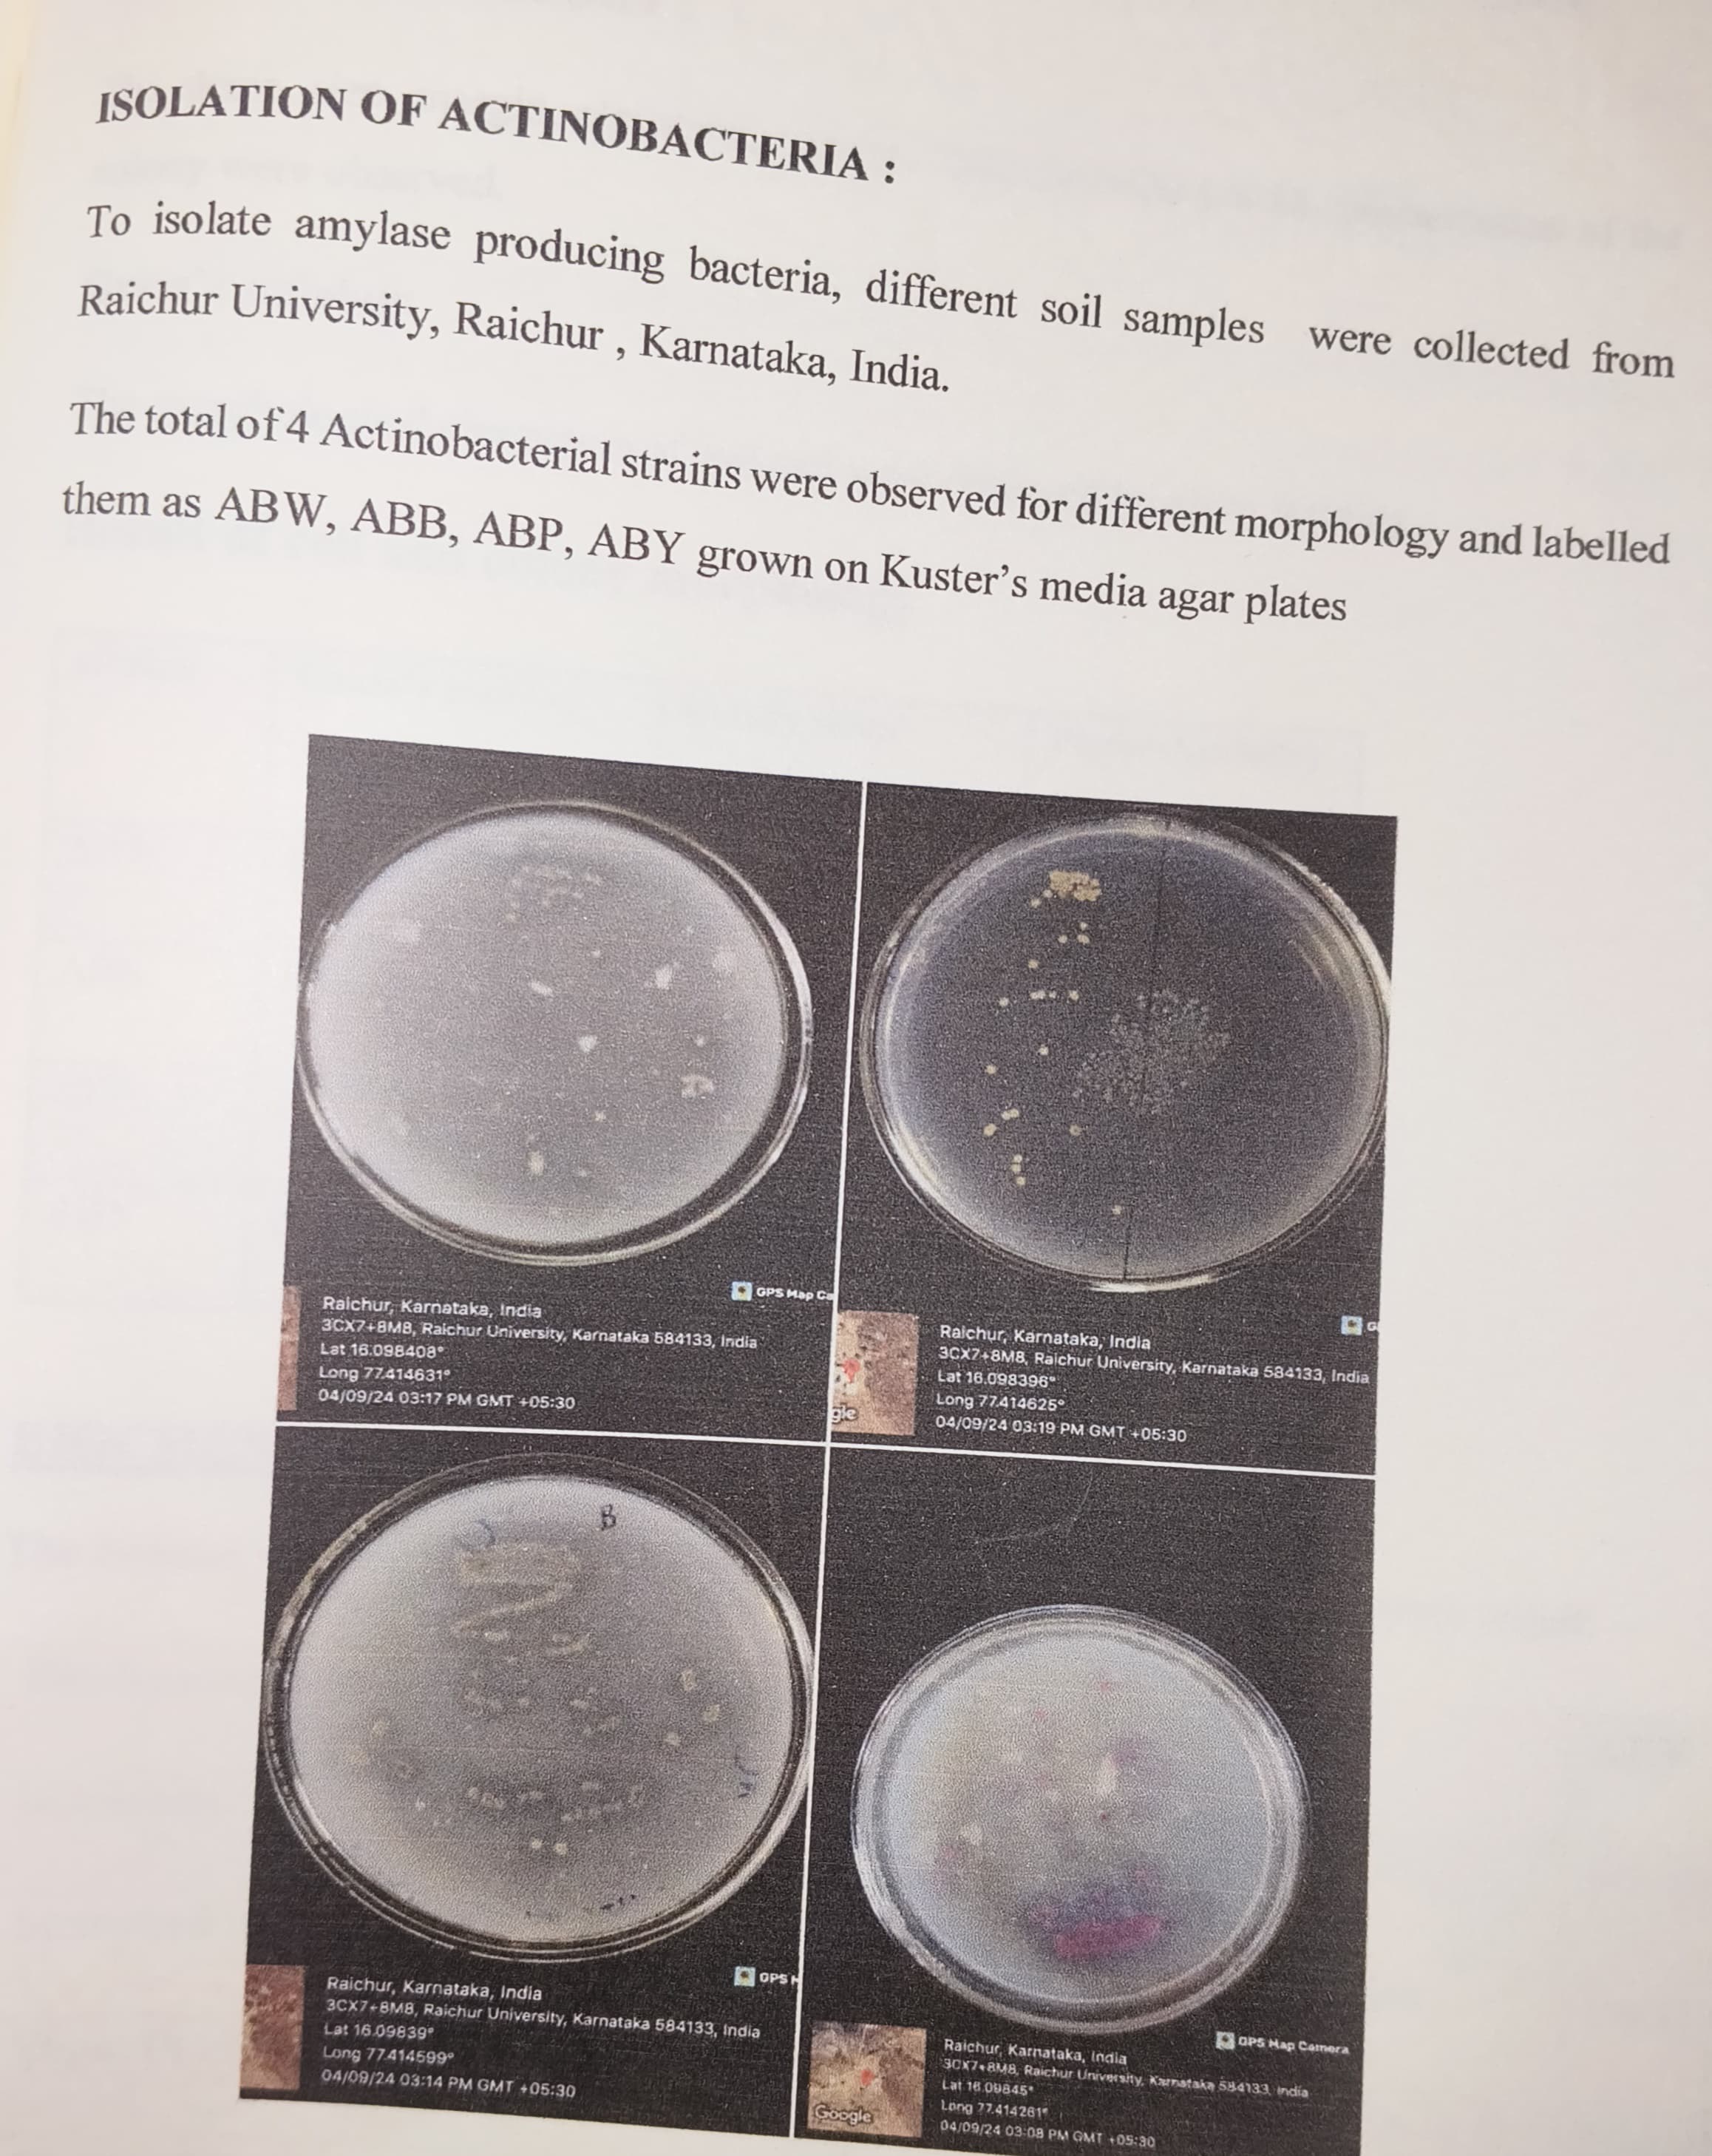 ISOLATION OF ACTINOBACTERIA :
To isolate amylase producing bacteria, different soil samples were collected from
Raichur University, Raichur , Karnataka, India.
The total of 4 Actinobacterial strains were observed for different morphology and labelled
them as ABW, ABB, ABP, ABY grown on Kuster's media agar plates
GPS Map Ca
Raichur, Karnataka, India
3CX7+8M8, Raichur University, Karnataka 584133, India
Lat 16.098408°
Long 77.414631°
04/09/24 03:17 PM GMT +05:30
G
gle
Raichur, Karnataka, India
3CX7+8M8, Raichur University, Karnataka 584133, India
Lat 16.098396°
Long 77.414625°
04/09/24 03:19 PM GMT +05:30
B
GPS
Raichur, Karnataka, India
3CX7+8M8, Raichur University, Karnataka 584133, India
Lat 16.09839°
Long 77.414599°
04/09/24 03:14 PM GMT +05:30
GPS Map Camera
Google
Raichur, Karnataka, India
3CX7+8M8, Raichur University, Karnataka 584133, India
Lat 16.09845°
Long 77.414261°
04/09/24 03:08 PM GMT +05:30